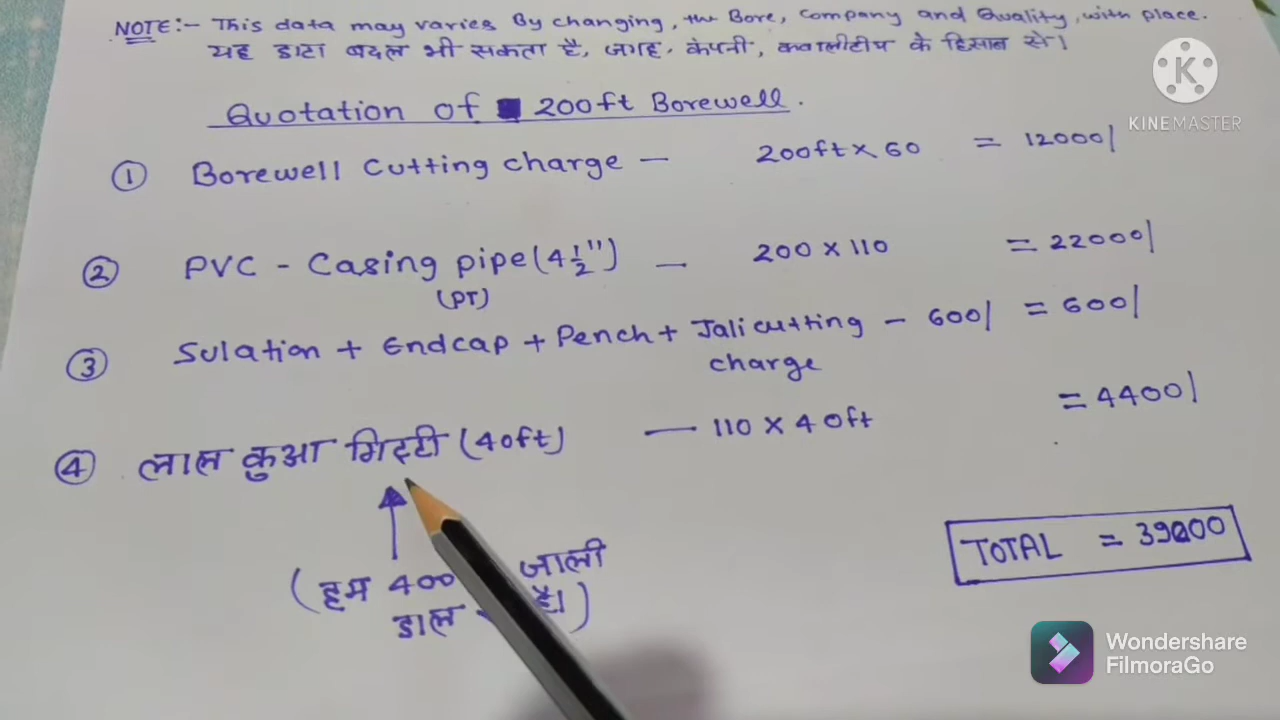 NOTE:- This data may varies By changing, the Bore, Company and Quality, with place.
यह डाटा बदल भी सकता है, जगह, कंपनी, क्वालीटीय के हिसाब से।
Quotation of 200ft Borewell.
① Borewell Cutting charge - 200ft x 60 = 12000/
② PVC - Casing pipe (4 1/2") - 200 x 110 = 22000/
(PT)
③ Sulation + Endcap + Pench + Jali cutting - 600/ = 600/
charge
④ लाल कुआ मिट्टी (40ft) - 110 x 40ft = 4400/
(हम 400 जाली
डाल है।)
TOTAL = 39000
KINEMASTER
Wondershare
FilmoraGo